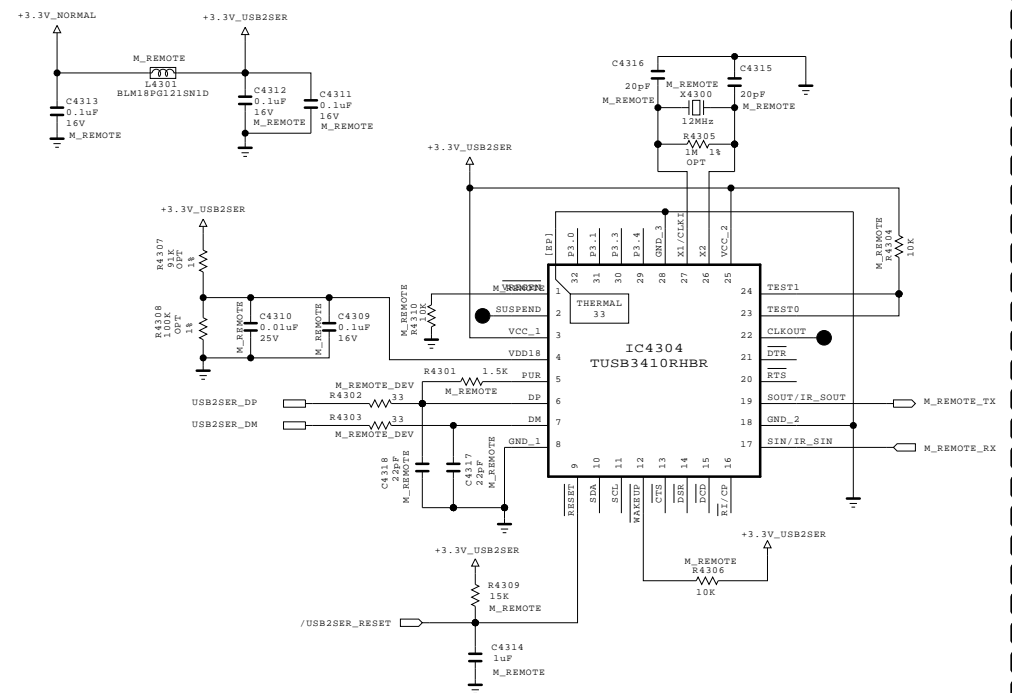 +3.3V_NORMAL
+3.3V_USB2SER
M_REMOTE
L4301
BLM18PG121SN1D
C4313
0.1uF
16V
M_REMOTE
C4312
0.1uF
16V
M_REMOTE
C4311
0.1uF
16V
M_REMOTE
C4316
20pF
M_REMOTE
M_REMOTE
X4300
12MHz
C4315
20pF
M_REMOTE
R4305
1M 1%
OPT
+3.3V_USB2SER
+3.3V_USB2SER
R4307
91K
OPT
1%
R4308
100K
OPT
1%
M_REMOTE
C4310
0.01uF
25V
M_REMOTE
C4309
0.1uF
16V
M_REMOTE
R4310
10K
M_REMOTE
M_REMOTE
R4304
10K
[EP]
P3.0
P3.1
P3.3
P3.4
GND_3
X1/CLKI
X2
VCC_2
32
31
30
29
28
27
26
25
VREGEN
1
SUSPEND
2
VCC_1
3
VDD18
4
PUR
5
DP
6
DM
7
GND_1
8
THERMAL
33
IC4304
TUSB3410RHBR
24
TEST1
23
TEST0
22
CLKOUT
21
DTR
20
RTS
19
SOUT/IR_SOUT
18
GND_2
17
SIN/IR_SIN
M_REMOTE_TX
M_REMOTE_RX
R4301
1.5K
M_REMOTE
M_REMOTE_DEV
R4302
33
USB2SER_DP
R4303
33
USB2SER_DM
M_REMOTE_DEV
C4318
22pF
M_REMOTE
C4317
22pF
M_REMOTE
9
10
11
12
13
14
15
16
RESET
SDA
SCL
WAKEUP
CTS
DSR
DCD
RI/CP
+3.3V_USB2SER
R4309
15K
M_REMOTE
/USB2SER_RESET
C4314
1uF
M_REMOTE
+3.3V_USB2SER
M_REMOTE
R4306
10K